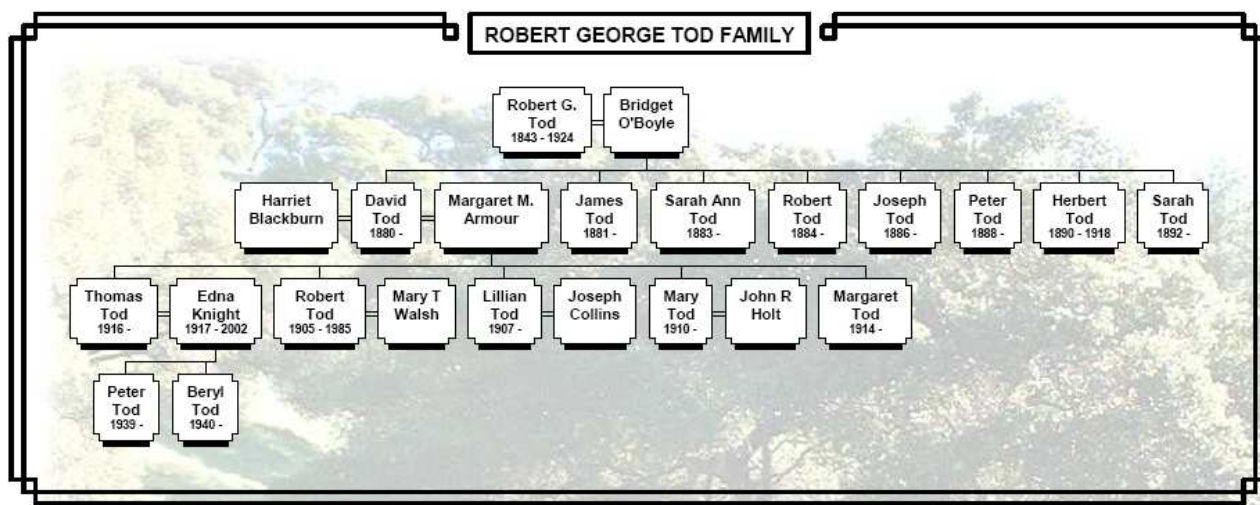 ROBERT GEORGE TOD FAMILY
Robert G.
Tod
1843 - 1924
Bridget
O'Boyle
Harriet
Blackburn
David
Tod
1880 -
Margaret M.
Armour
James
Tod
1881 -
Sarah Ann
Tod
1883 -
Robert
Tod
1884 -
Joseph
Tod
1886 -
Peter
Tod
1888 -
Herbert
Tod
1890 - 1918
Sarah
Tod
1892 -
Thomas
Tod
1916 -
Edna
Knight
1917 - 2002
Robert
Tod
1905 - 1985
Mary T
Walsh
Lillian
Tod
1907 -
Joseph
Collins
Mary
Tod
1910 -
John R
Holt
Margaret
Tod
1914 -
Peter
Tod
1939 -
Beryl
Tod
1940 -